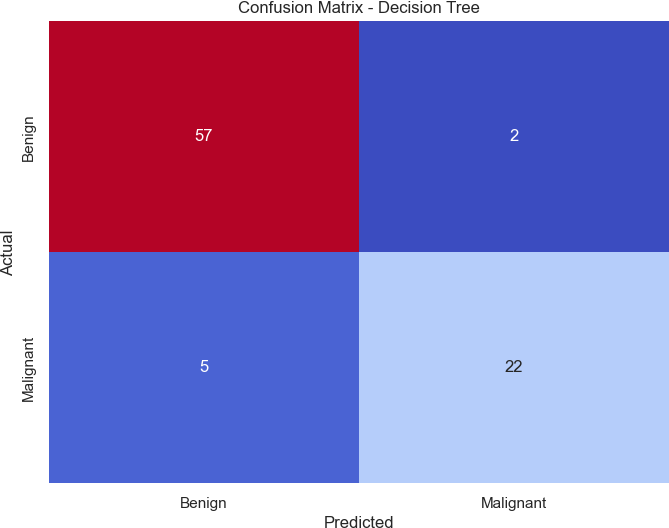 Confusion Matrix - Decision Tree
Actual
Benign
57
2
Malignant
5
22
Benign
Malignant
Predicted